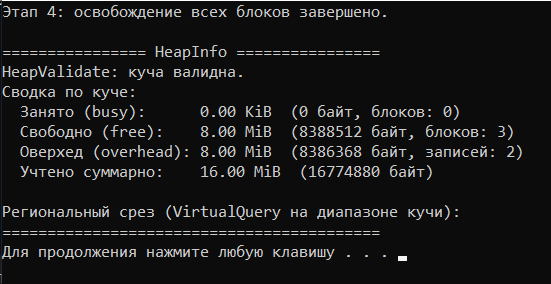 Этап 4: освобождение всех блоков завершено.
================ HeapInfo ================
HeapValidate: куча валидна.
Сводка по куче:
Занято (busy): 0.00 KiB (0 байт, блоков: 0)
Свободно (free): 8.00 MiB (8388512 байт, блоков: 3)
Оверхед (overhead): 8.00 MiB (8386368 байт, записей: 2)
Учтено суммарно: 16.00 MiB (16774880 байт)
Региональный срез (VirtualQuery на диапазоне кучи):
==========================================
Для продолжения нажмите любую клавишу . . .